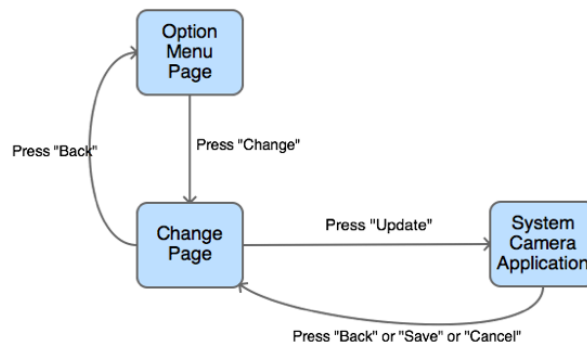 Option
Menu
Page
Press "Back"
Press "Change"
Change
Page
Press "Update"
System
Camera
Application
Press "Back" or "Save" or "Cancel"